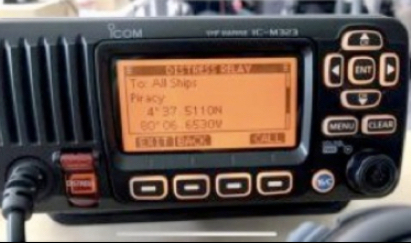 ICOM
VHF MARINE IC-M323
DISTRESS RELAY
To: All Ships
Piracy
4°37.5110N
80°06.6530W
EXIT BACK CALL
ENT
MENU CLEAR
DISTRESS
16/C